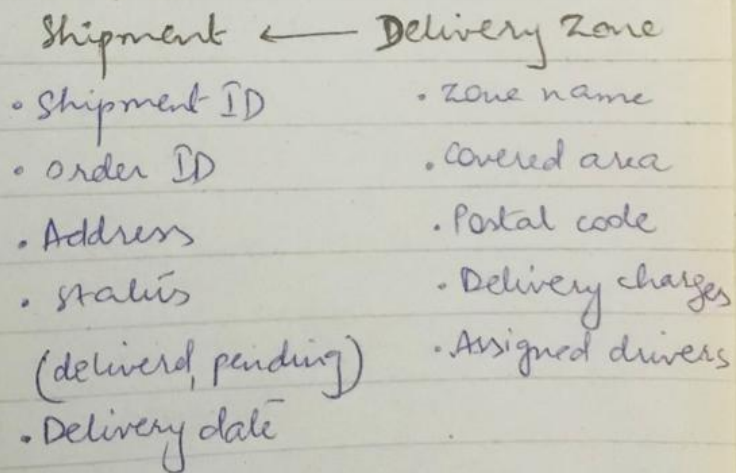 Shipment ← Delivery Zone
• Shipment ID • Zone name
• Order ID • Covered area
• Address • Postal code
• Status • Delivery charges
(deliverd, pending) • Assigned drivers
• Delivery date